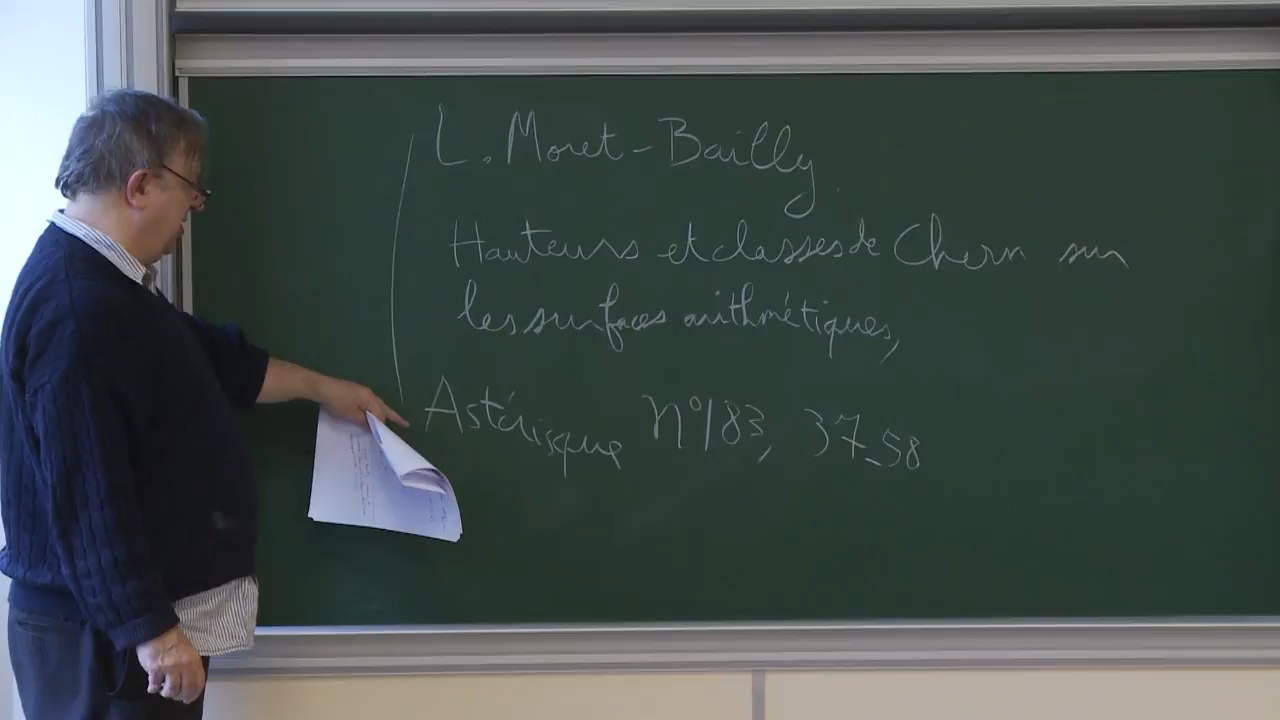 L. Moret-Bailly
Hauteurs et classes de Chern sur
les surfaces arithmétiques,
Astérisque n°183, 37-58